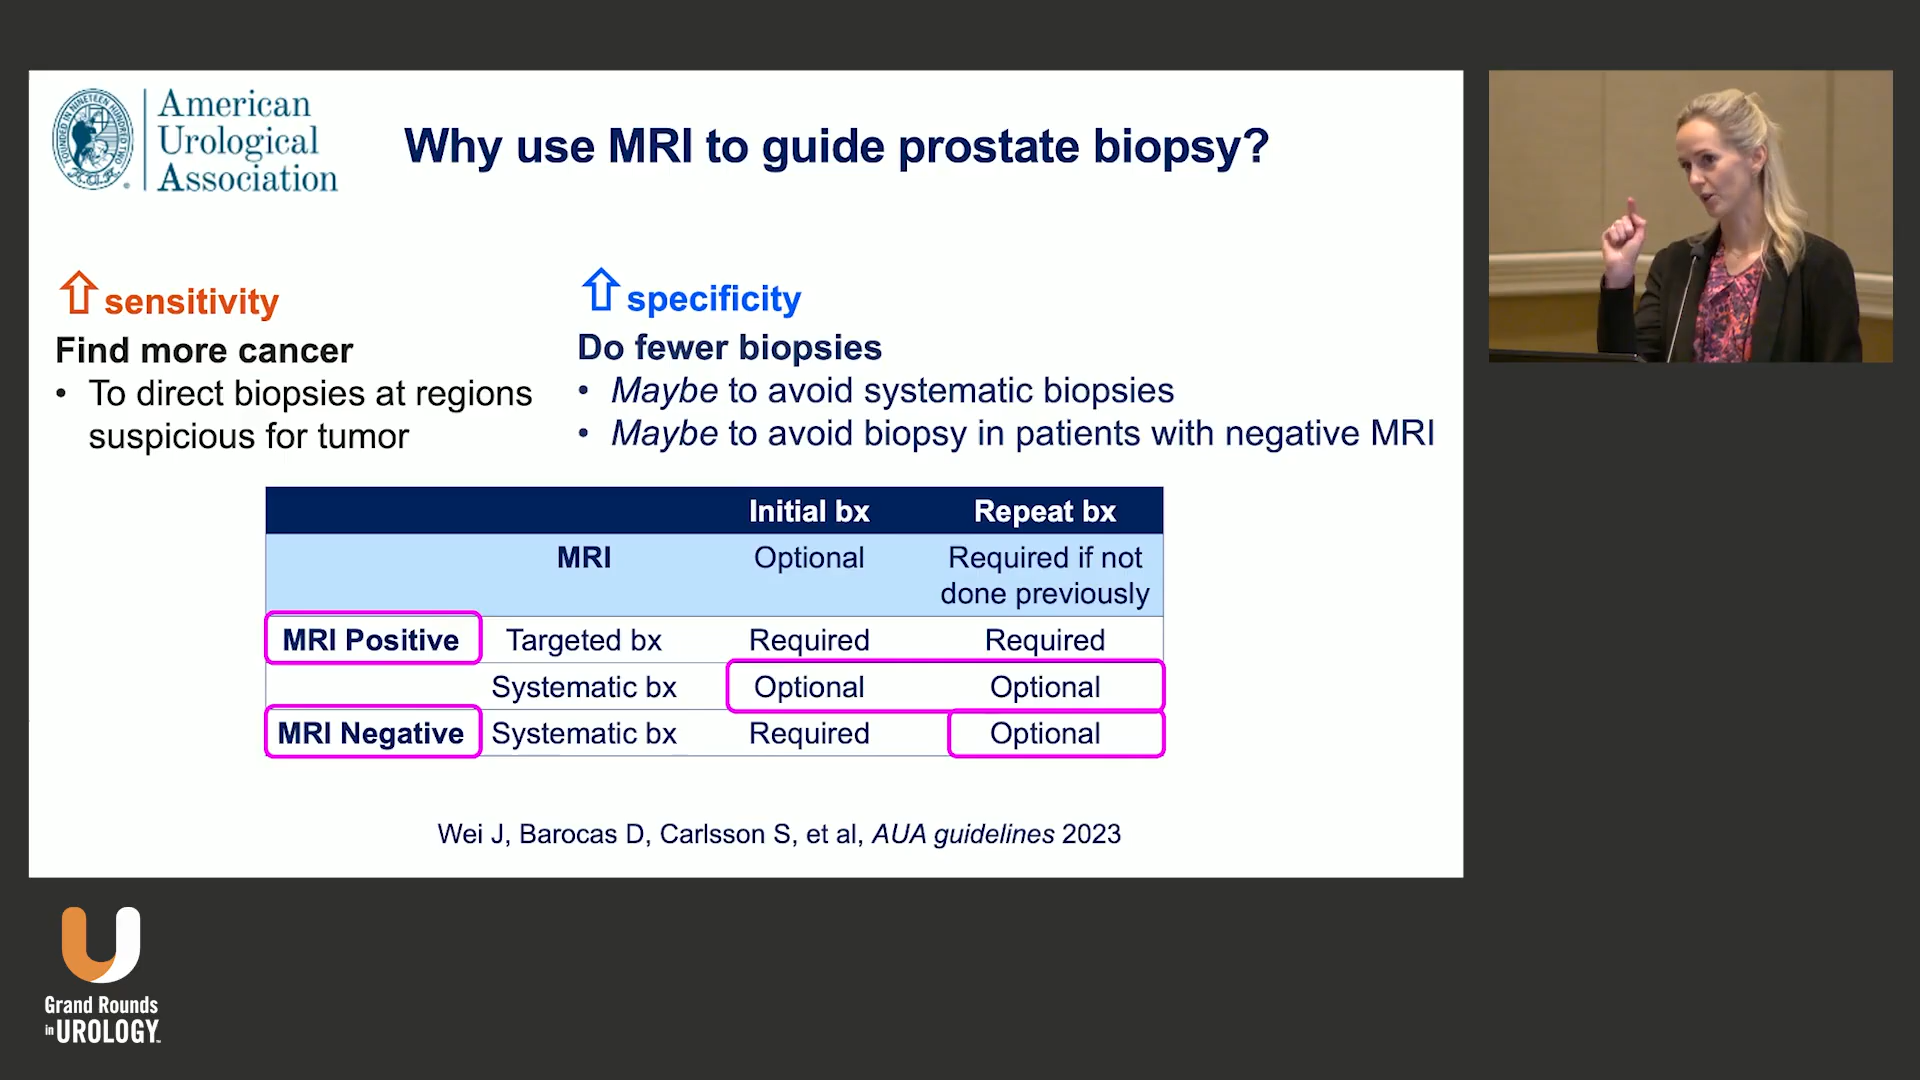 American
Urological
Association
Why use MRI to guide prostate biopsy?
sensitivity
Find more cancer
• To direct biopsies at regions
suspicious for tumor
specificity
Do fewer biopsies
• Maybe to avoid systematic biopsies
• Maybe to avoid biopsy in patients with negative MRI
Initial bx Repeat bx
MRI Optional Required if not
done previously
MRI Positive Targeted bx Required Required
Systematic bx Optional Optional
MRI Negative Systematic bx Required Optional
Wei J, Barocas D, Carlsson S, et al, AUA guidelines 2023
Grand Rounds
in UROLOGY™